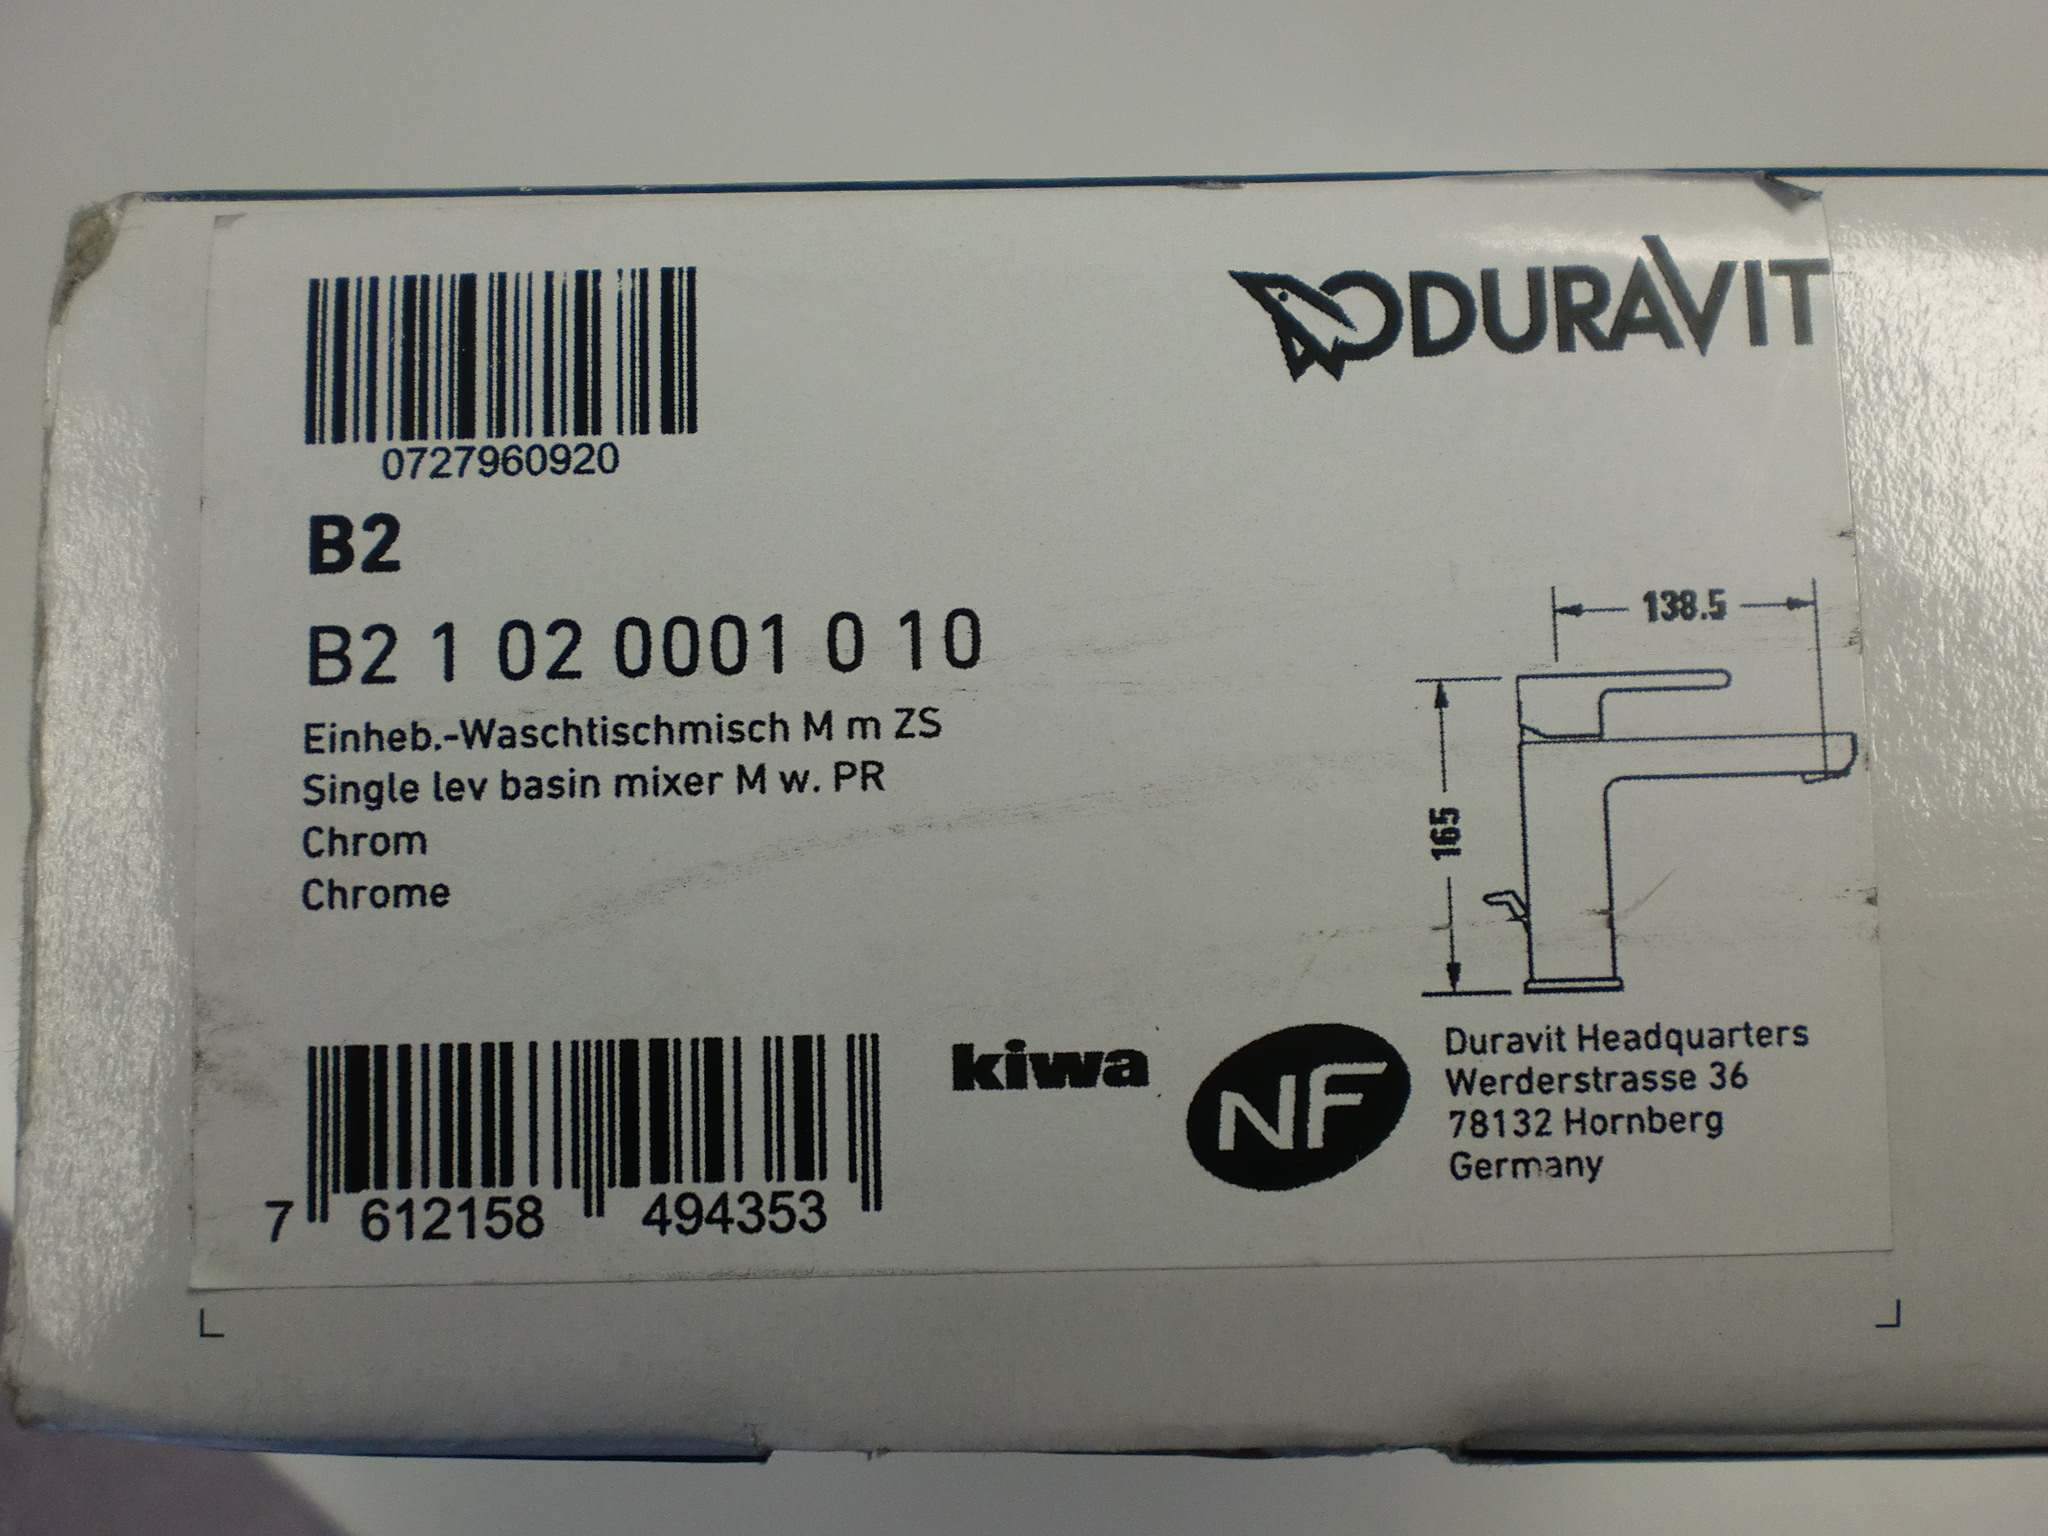 DURAVIT
0727960920
B2
B2 1 02 0001 0 10
Einheb.-Waschtischmisch M m ZS
Single lev basin mixer M w. PR
Chrom
Chrome
138.5
165
7 612158 494353
kiwa
NF
Duravit Headquarters
Werderstrasse 36
78132 Hornberg
Germany